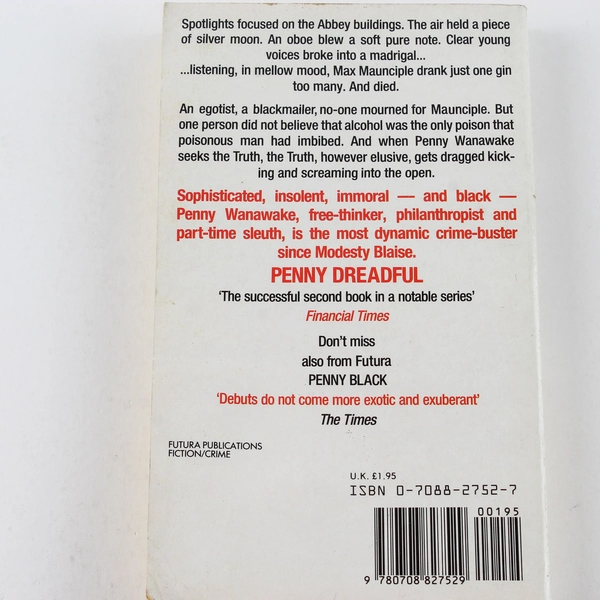 Spotlights focused on the Abbey buildings. The air held a piece
of silver moon. An oboe blew a soft pure note. Clear young
voices broke into a madrigal...
...listening, in mellow mood, Max Maunciple drank just one gin
too many. And died.
An egotist, a blackmailer, no-one mourned for Maunciple. But
one person did not believe that alcohol was the only poison that
poisonous man had imbibed. And when Penny Wanawake
seeks the Truth, the Truth, however elusive, gets dragged kick-
ing and screaming into the open.
Sophisticated, insolent, immoral — and black —
Penny Wanawake, free-thinker, philanthropist and
part-time sleuth, is the most dynamic crime-buster
since Modesty Blaise.
PENNY DREADFUL
‘The successful second book in a notable series’
Financial Times
Don’t miss
also from Futura
PENNY BLACK
‘Debuts do not come more exotic and exuberant’
The Times
FUTURA PUBLICATIONS
FICTION/CRIME
U.K. £1.95
ISBN 0-7088-2752-7
00195
9 780708 827529